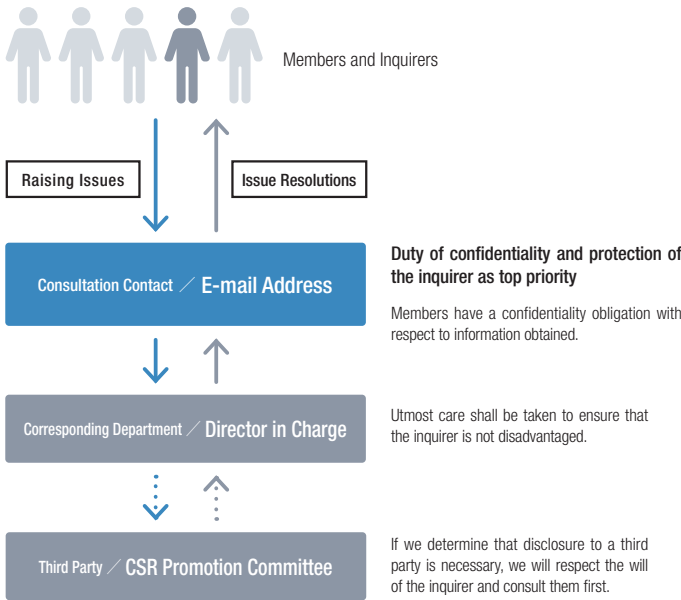 Members and Inquirers
Raising Issues
Issue Resolutions
Consultation Contact ／ E-mail Address
Duty of confidentiality and protection of
the inquirer as top priority
Members have a confidentiality obligation with
respect to information obtained.
Corresponding Department ／ Director in Charge
Utmost care shall be taken to ensure that
the inquirer is not disadvantaged.
Third Party ／ CSR Promotion Committee
If we determine that disclosure to a third
party is necessary, we will respect the will
of the inquirer and consult them first.